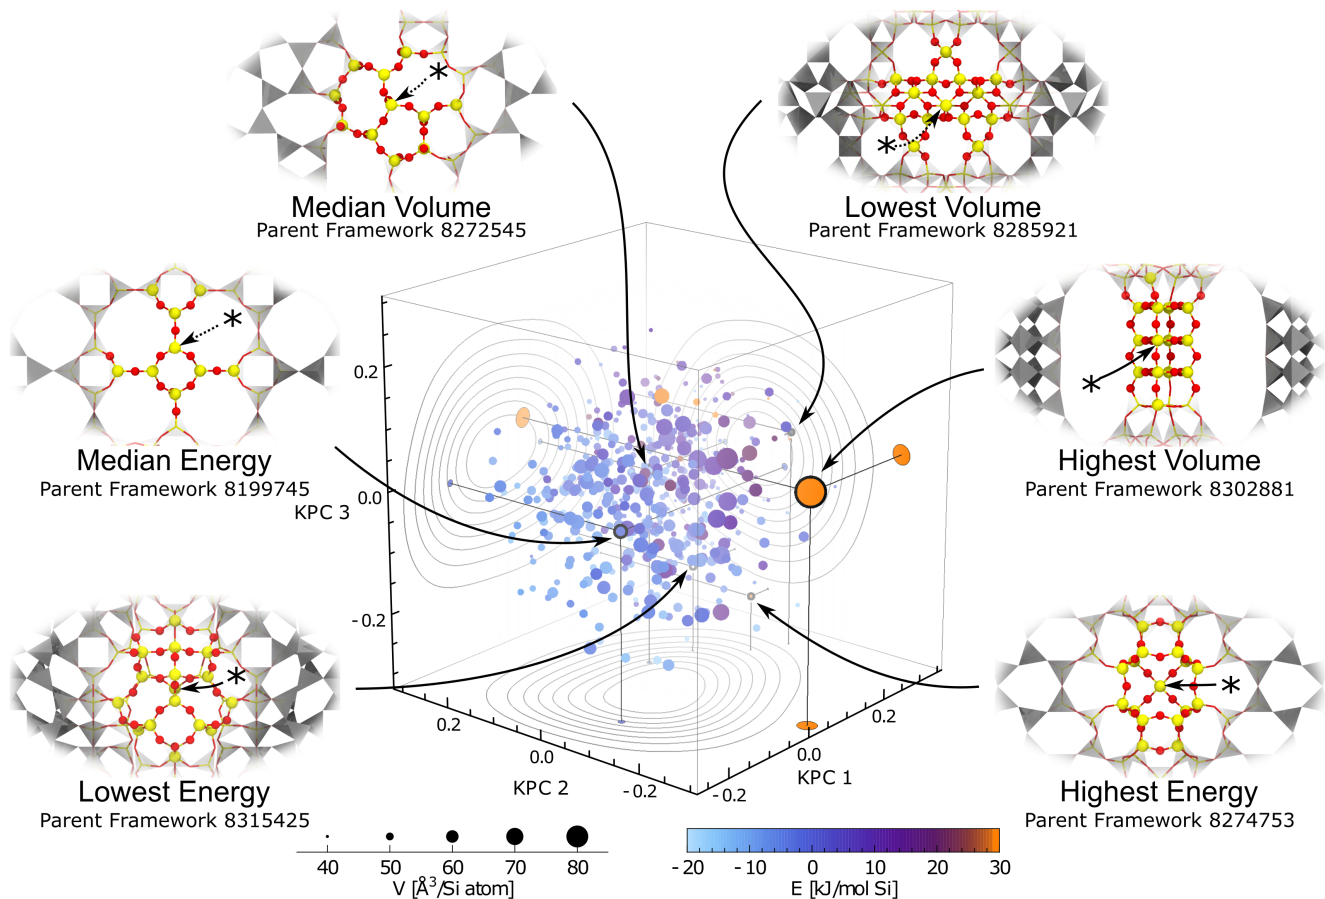 *
*
Median Volume
Parent Framework 8272545
Lowest Volume
Parent Framework 8285921
*
*
Median Energy
Parent Framework 8199745
Highest Volume
Parent Framework 8302881
0.2
0.0
KPC 3
-0.2
*
*
Lowest Energy
Parent Framework 8315425
Highest Energy
Parent Framework 8274753
0.2
0.0
-0.2
KPC 2
-0.2
0.0
0.2
KPC 1
40 50 60 70 80
V [Å³/Si atom]
-20 -10 0 10 20 30
E [kJ/mol Si]